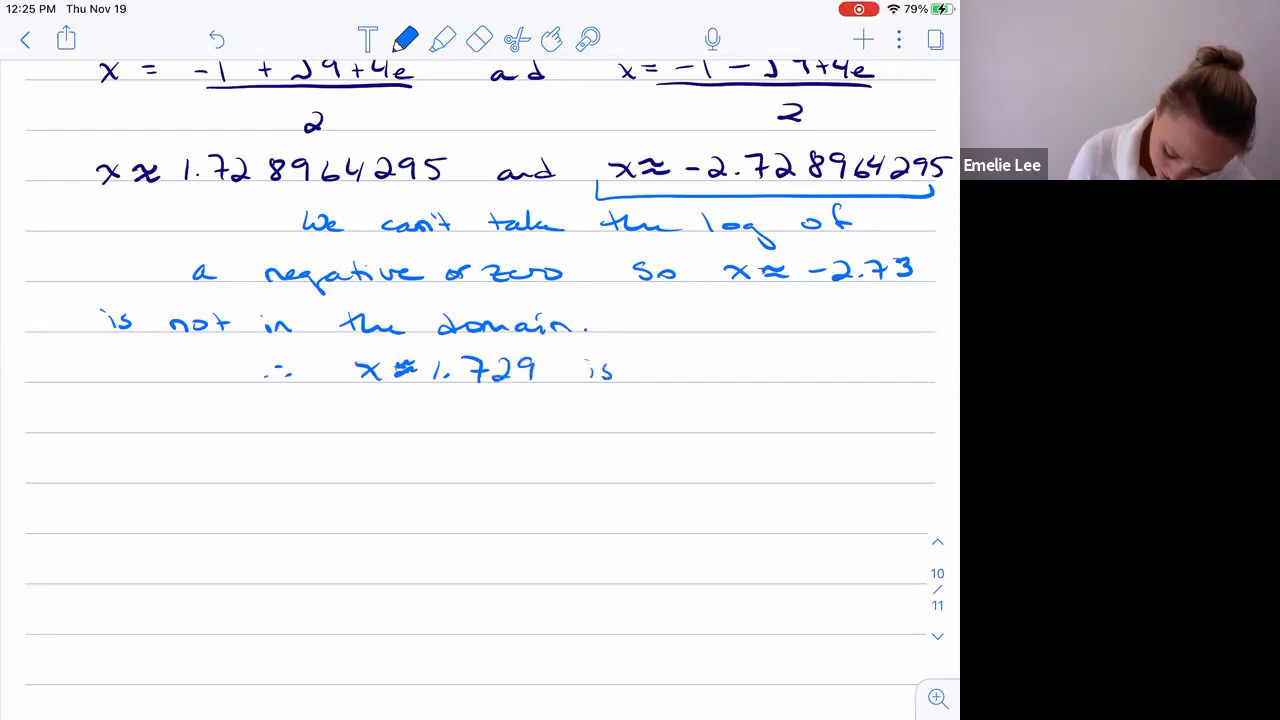 12:25 PM Thu Nov 19
79%
x = -1 + √9+4e and x = -1 - √9+4e
2 2
x ≈ 1.728964295 and x ≈ -2.728964295
Emelie Lee
We can't take the log of
a negative or zero so x ≈ -2.73
is not in the domain.
∴ x ≈ 1.729 is
10
/
11